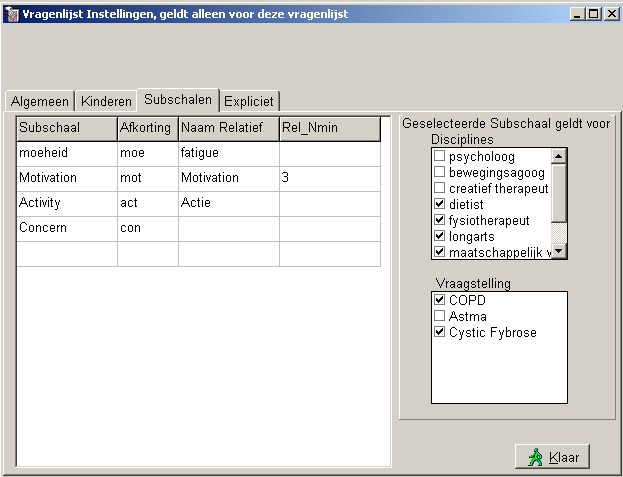 Vragenlijst Instellingen, geldt alleen voor deze vragenlijst
Algemeen Kinderen Subschalen Expliciet
Subschaal Afkorting Naam Relatief Rel_Nmin
moeheid moe fatigue
Motivation mot Motivation 3
Activity act Actie
Concern con
Geselecteerde Subschaal geldt voor
Disciplines
psycholoog
bewegingsagoog
creatief therapeut
dietist
fysiotherapeut
longarts
maatschappelijk
Vraagstelling
COPD
Astma
Cystic Fybrose
Klaar